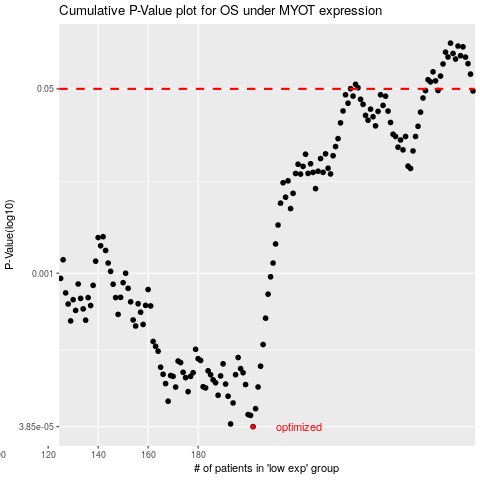 Cumulative P-Value plot for OS under MYOT expression
P-Value(log10)
0.05
0.001
3.85e-05
optimized
00 120 140 160 180
# of patients in 'low exp' group